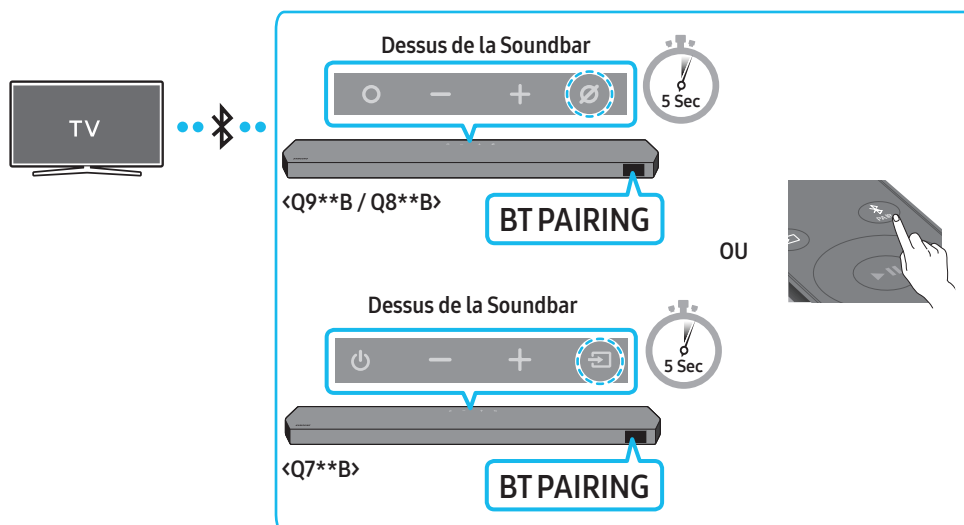 Dessus de la Soundbar
5 Sec
TV
<Q9**B / Q8**B>
BT PAIRING
OU
PAIR
Dessus de la Soundbar
5 Sec
<Q7**B>
BT PAIRING